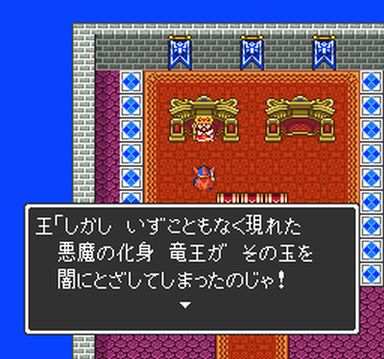 王「しかし いずこともなく現れた
悪魔の化身 竜王が その玉を
闇にとざしてしまったのじゃ!